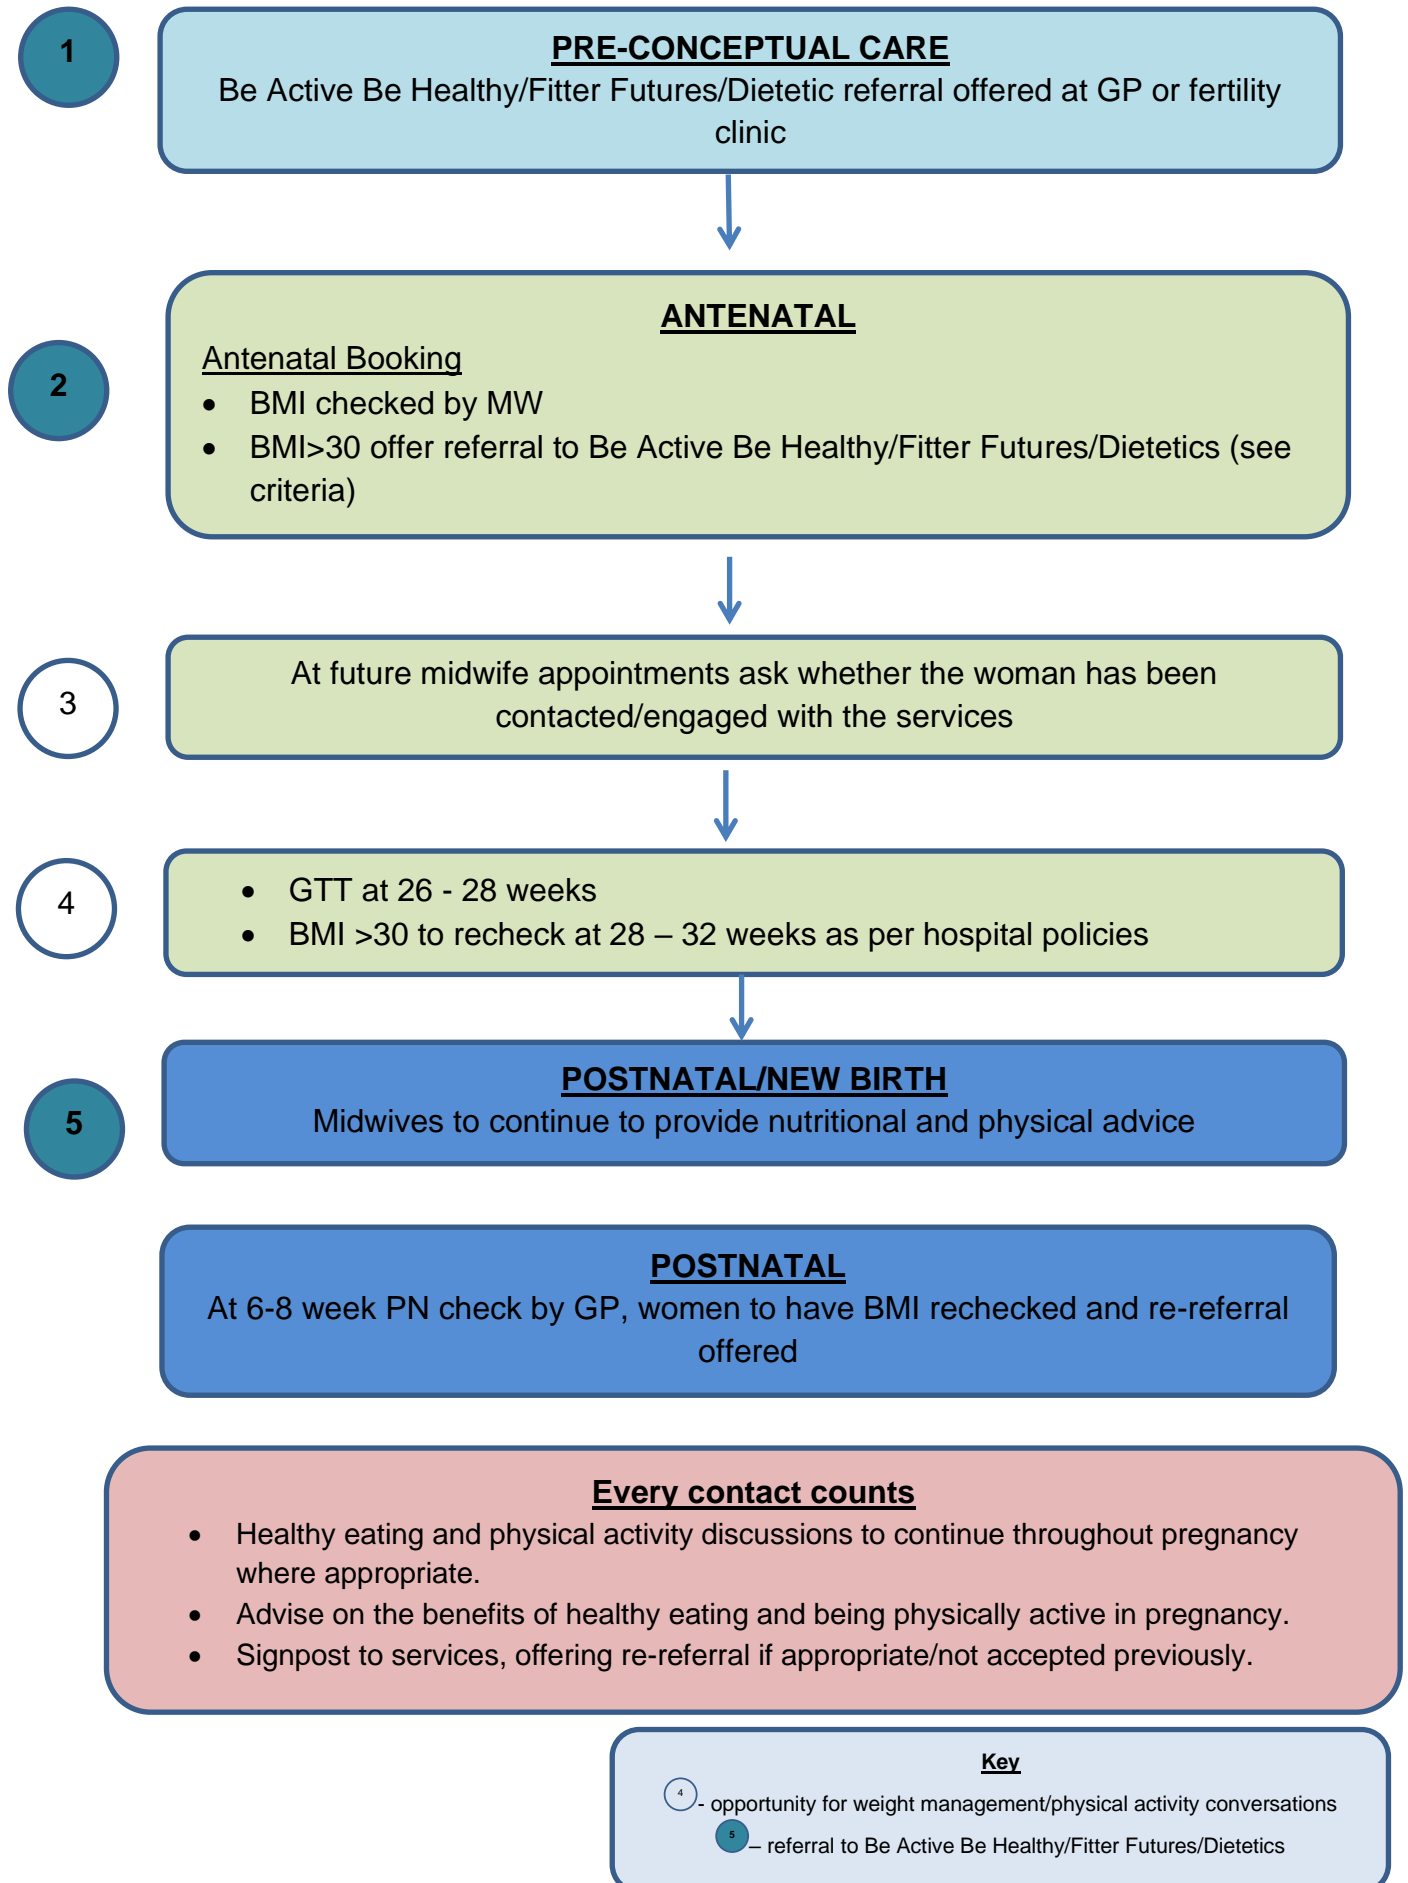 1
PRE-CONCEPTUAL CARE
Be Active Be Healthy/Fitter Futures/Dietetic referral offered at GP or fertility
clinic
ANTENATAL
Antenatal Booking
2
• BMI checked by MW
• BMI>30 offer referral to Be Active Be Healthy/Fitter Futures/Dietetics (see
criteria)
3
At future midwife appointments ask whether the woman has been
contacted/engaged with the services
4
• GTT at 26 - 28 weeks
• BMI >30 to recheck at 28 – 32 weeks as per hospital policies
5
POSTNATAL/NEW BIRTH
Midwives to continue to provide nutritional and physical advice
POSTNATAL
At 6-8 week PN check by GP, women to have BMI rechecked and re-referral
offered
Every contact counts
• Healthy eating and physical activity discussions to continue throughout pregnancy
where appropriate.
• Advise on the benefits of healthy eating and being physically active in pregnancy.
• Signpost to services, offering re-referral if appropriate/not accepted previously.
Key
4 - opportunity for weight management/physical activity conversations
5 – referral to Be Active Be Healthy/Fitter Futures/Dietetics